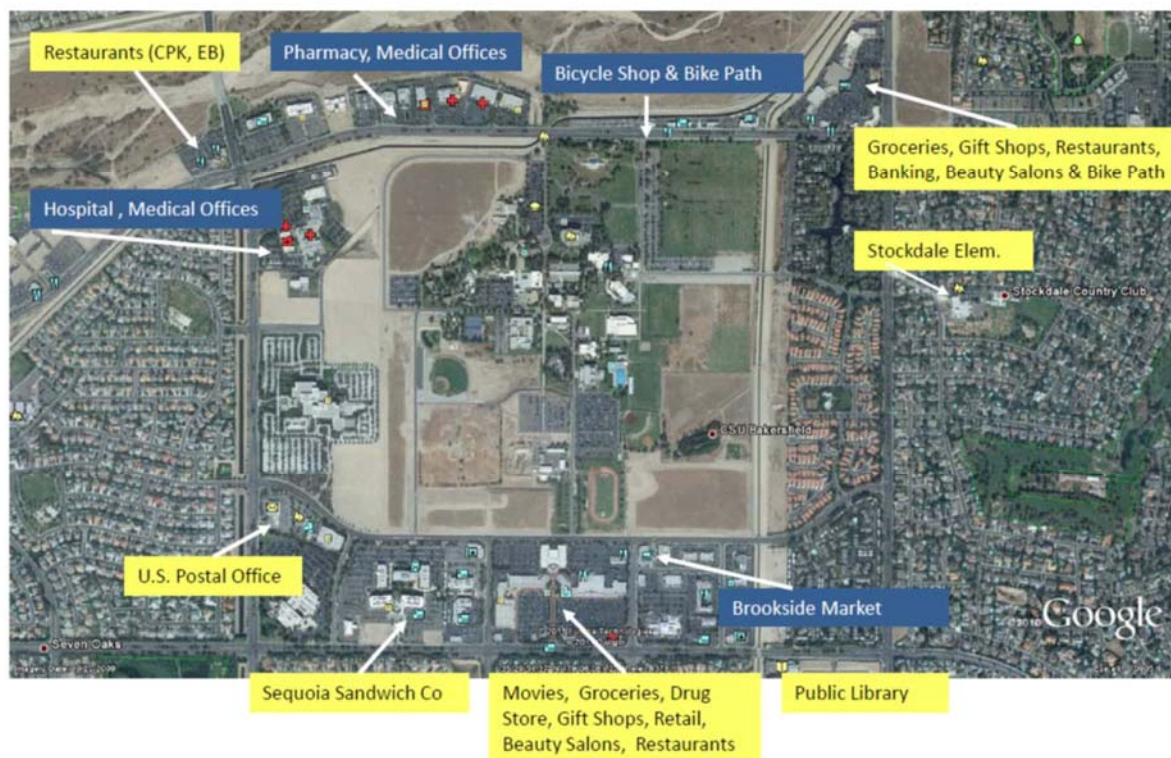 Restaurants (CPK, EB)
Pharmacy, Medical Offices
Bicycle Shop & Bike Path
Groceries, Gift Shops, Restaurants,
Banking, Beauty Salons & Bike Path
Hospital , Medical Offices
Stockdale Elem.
Stockdale Country Club
CSU Bakersfield
U.S. Postal Office
Brookside Market
Google
Seven Oaks
Sequoia Sandwich Co
Movies, Groceries, Drug
Store, Gift Shops, Retail,
Beauty Salons, Restaurants
Public Library